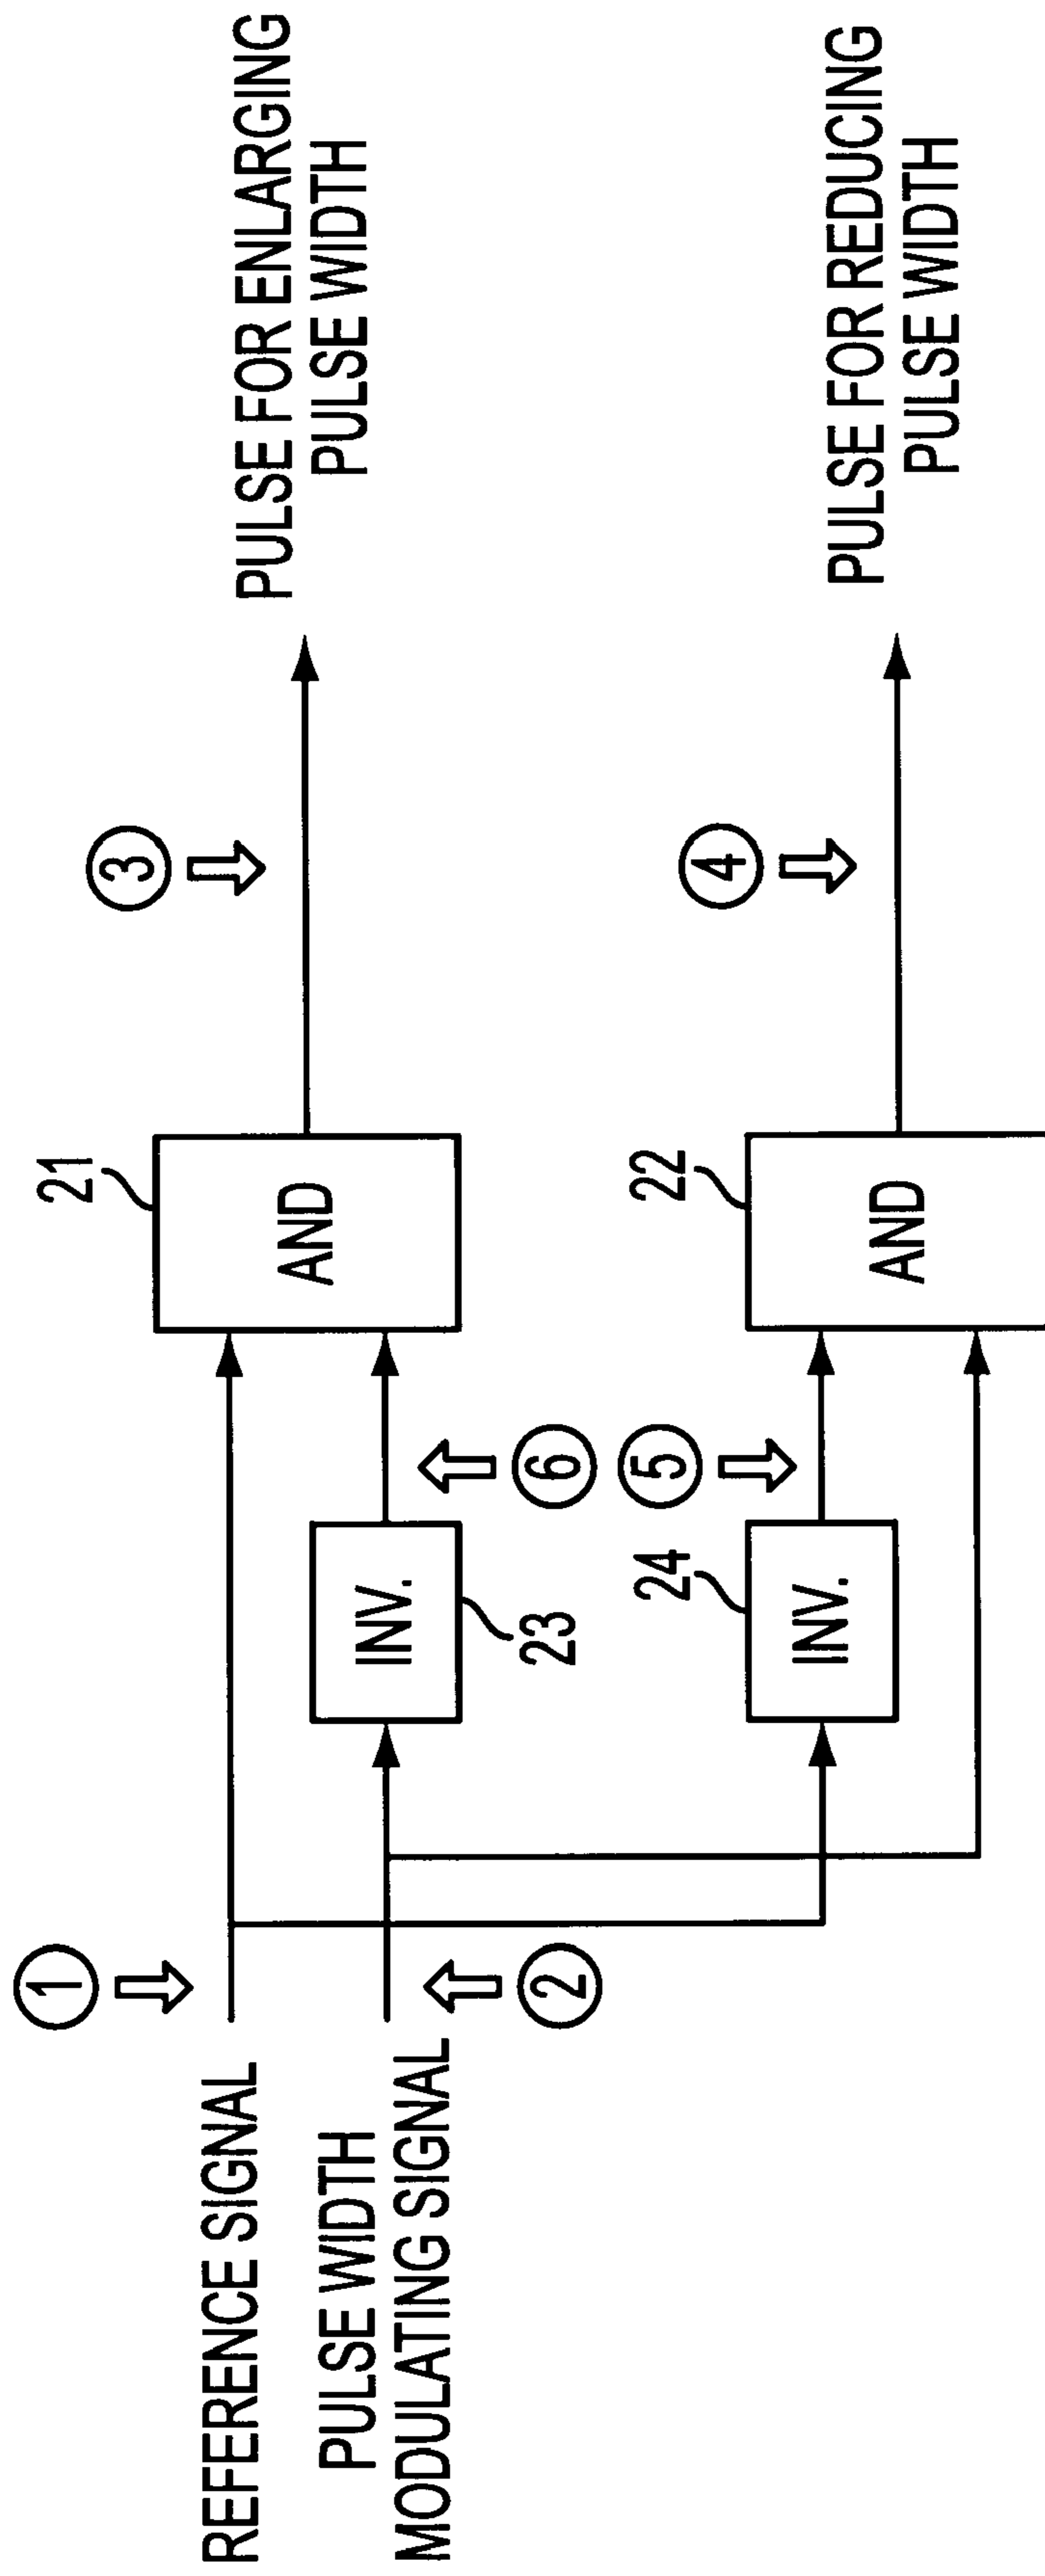 REFERENCE SIGNAL
PULSE WIDTH
MODULATING SIGNAL
1
2
INV.
23
INV.
24
6
5
AND
21
AND
22
3
4
PULSE FOR ENLARGING
PULSE WIDTH
PULSE FOR REDUCING
PULSE WIDTH